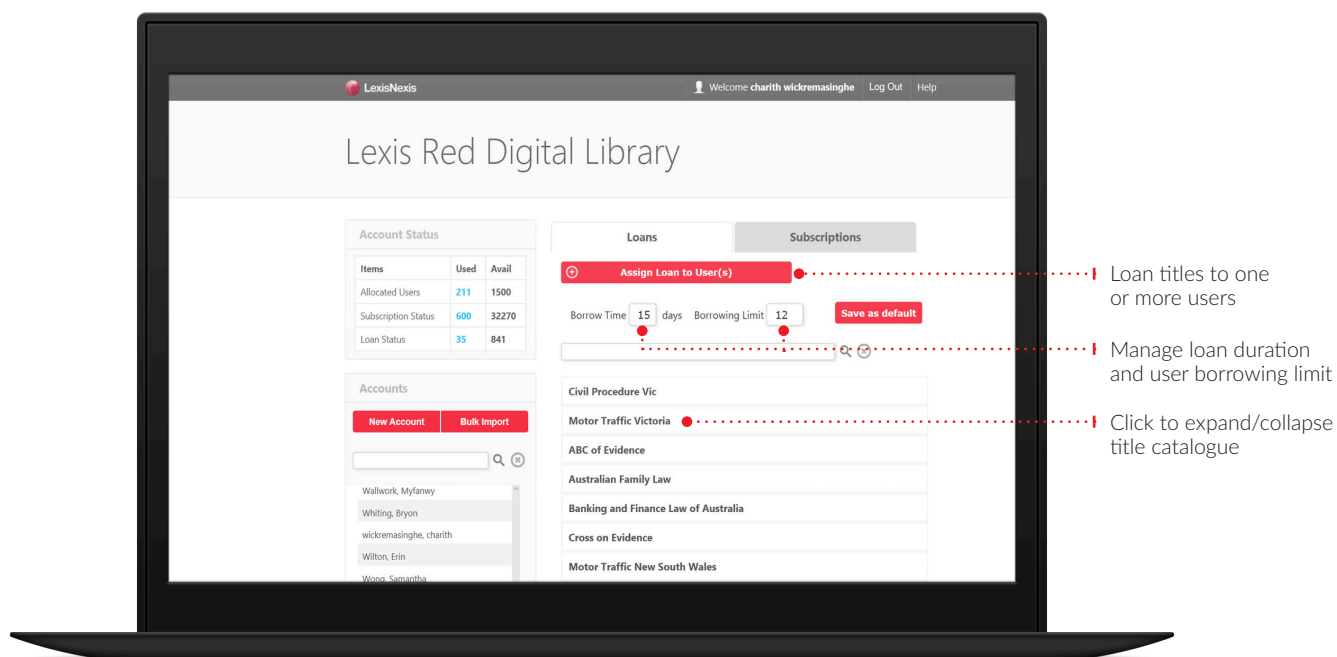 LexisNexis
Welcome charith wickremasinghe Log Out Help
Lexis Red Digital Library
Account Status
Items Used Avail
Allocated Users 211 1500
Subscription Status 600 32270
Loan Status 35 841
Accounts
New Account Bulk Import
Wallwork, Myfanwy
Whiting, Bryon
wickremasinghe, charith
Wilton, Erin
Wong, Samantha
Loans Subscriptions
Assign Loan to User(s)
Borrow Time 15 days Borrowing Limit 12 Save as default
Civil Procedure Vic
Motor Traffic Victoria
ABC of Evidence
Australian Family Law
Banking and Finance Law of Australia
Cross on Evidence
Motor Traffic New South Wales
Loan titles to one
or more users
Manage loan duration
and user borrowing limit
Click to expand/collapse
title catalogue